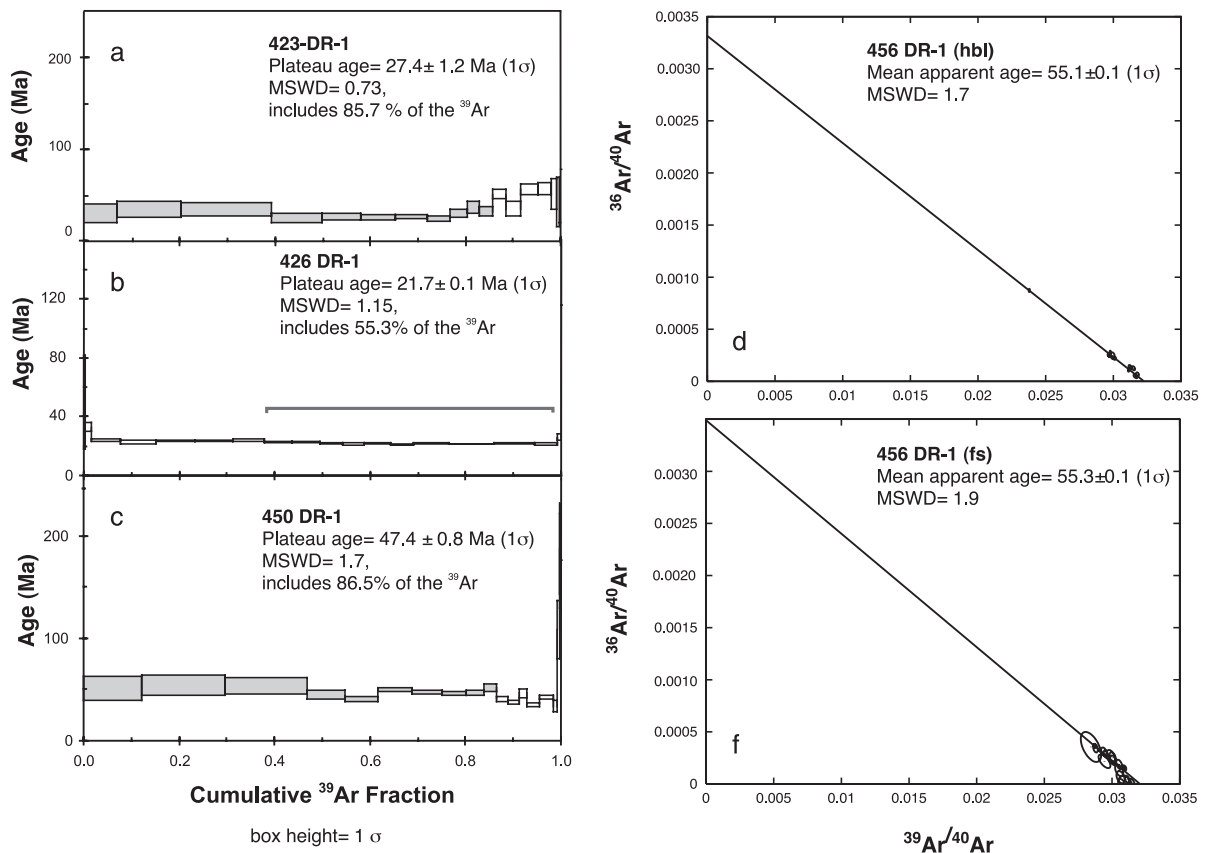 a
423-DR-1
Plateau age= 27.4± 1.2 Ma (1σ)
MSWD= 0.73,
includes 85.7 % of the ³⁹Ar
Age (Ma)
200
100
0
b
426 DR-1
Plateau age= 21.7± 0.1 Ma (1σ)
MSWD= 1.15,
includes 55.3% of the ³⁹Ar
Age (Ma)
120
80
40
0
c
450 DR-1
Plateau age= 47.4 ± 0.8 Ma (1σ)
MSWD= 1.7,
includes 86.5% of the ³⁹Ar
Age (Ma)
200
100
0
0.0 0.2 0.4 0.6 0.8 1.0
Cumulative ³⁹Ar Fraction
box height= 1 σ
456 DR-1 (hbl)
Mean apparent age= 55.1±0.1 (1σ)
MSWD= 1.7
³⁶Ar/⁴⁰Ar
0.0035
0.0030
0.0025
0.0020
0.0015
0.0010
0.0005
0
d
0 0.005 0.01 0.015 0.02 0.025 0.03 0.035
456 DR-1 (fs)
Mean apparent age= 55.3±0.1 (1σ)
MSWD= 1.9
³⁶Ar/⁴⁰Ar
0.0030
0.0025
0.0020
0.0015
0.0010
0.0005
0
f
0 0.005 0.01 0.015 0.02 0.025 0.03 0.035
³⁹Ar/⁴⁰Ar